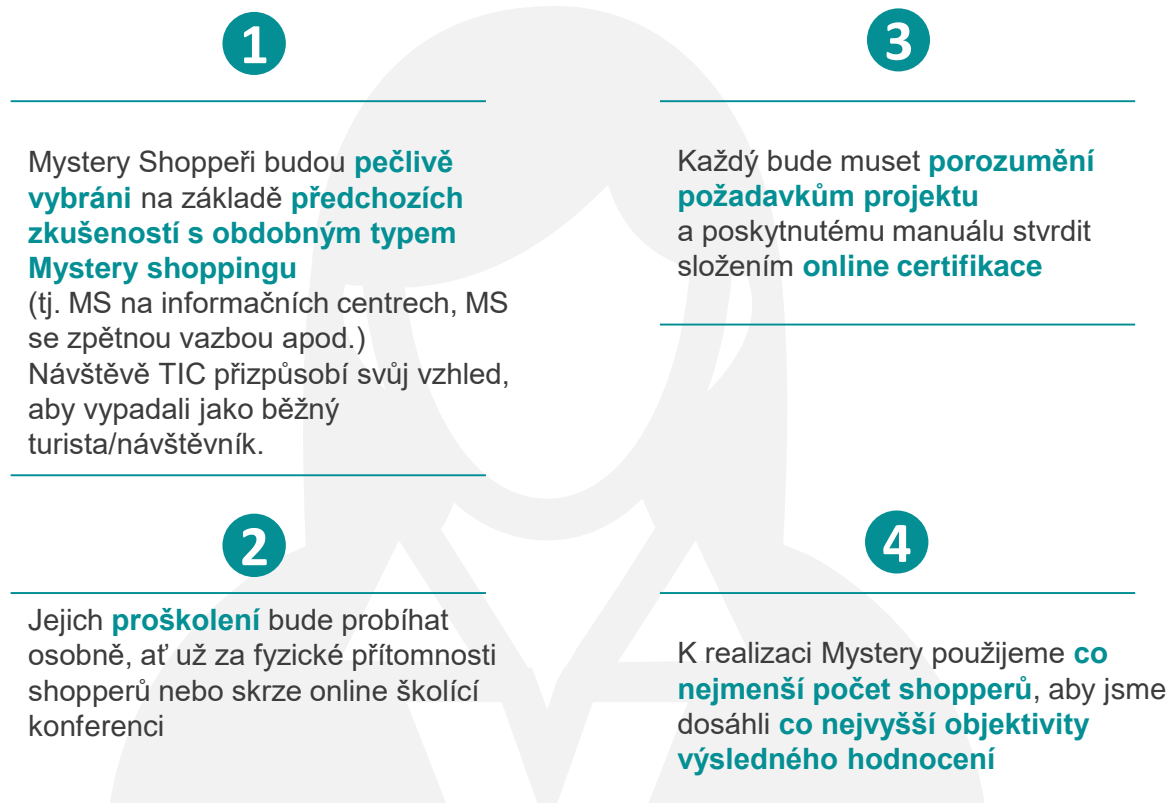 1
Mystery Shoppeři budou pečlivě
vybráni na základě předchozích
zkušeností s obdobným typem
Mystery shoppingu
(tj. MS na informačních centrech, MS
se zpětnou vazbou apod.)
Návštěvě TIC přizpůsobí svůj vzhled,
aby vypadali jako běžný
turista/návštěvník.
2
Jejich proškolení bude probíhat
osobně, ať už za fyzické přítomnosti
shopperů nebo skrze online školící
konferenci
3
Každý bude muset porozumění
požadavkům projektu
a poskytnutému manuálu stvrdit
složením online certifikace
4
K realizaci Mystery použijeme co
nejmenší počet shopperů, aby jsme
dosáhli co nejvyšší objektivity
výsledného hodnocení